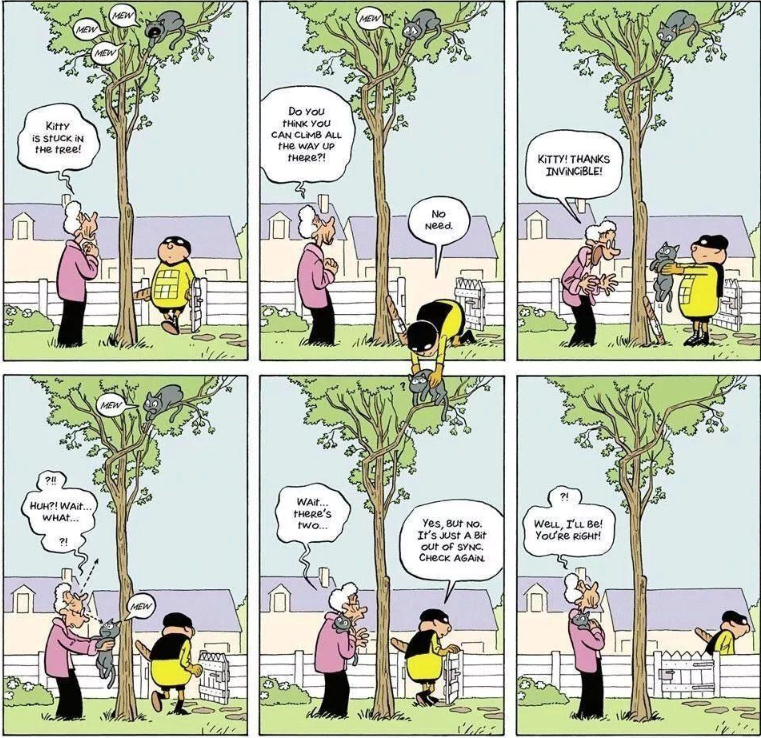 MEW
MEW
MEW
Kitty
is stuck in
the tree!
MEW
Do you
think you
can climb all
the way up
there?!
No
need.
Kitty! Thanks
Invincible!
MEW
?!!
Huh?! Wait...
what...
?!
MEW
?
Wait...
there's
two...
Yes, but no.
It's just a bit
out of sync.
Check again.
?!
Well, I'll be!
You're right!